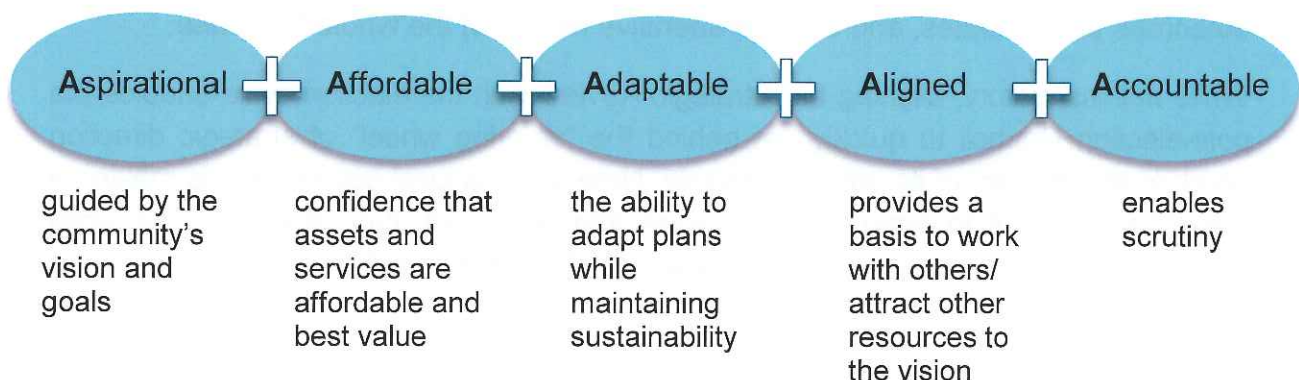 Aspirational
Affordable
Adaptable
Aligned
Accountable
guided by the
community's
vision and
goals
confidence that
assets and
services are
affordable and
best value
the ability to
adapt plans
while
maintaining
sustainability
provides a
basis to work
with others/
attract other
resources to
the vision
enables
scrutiny